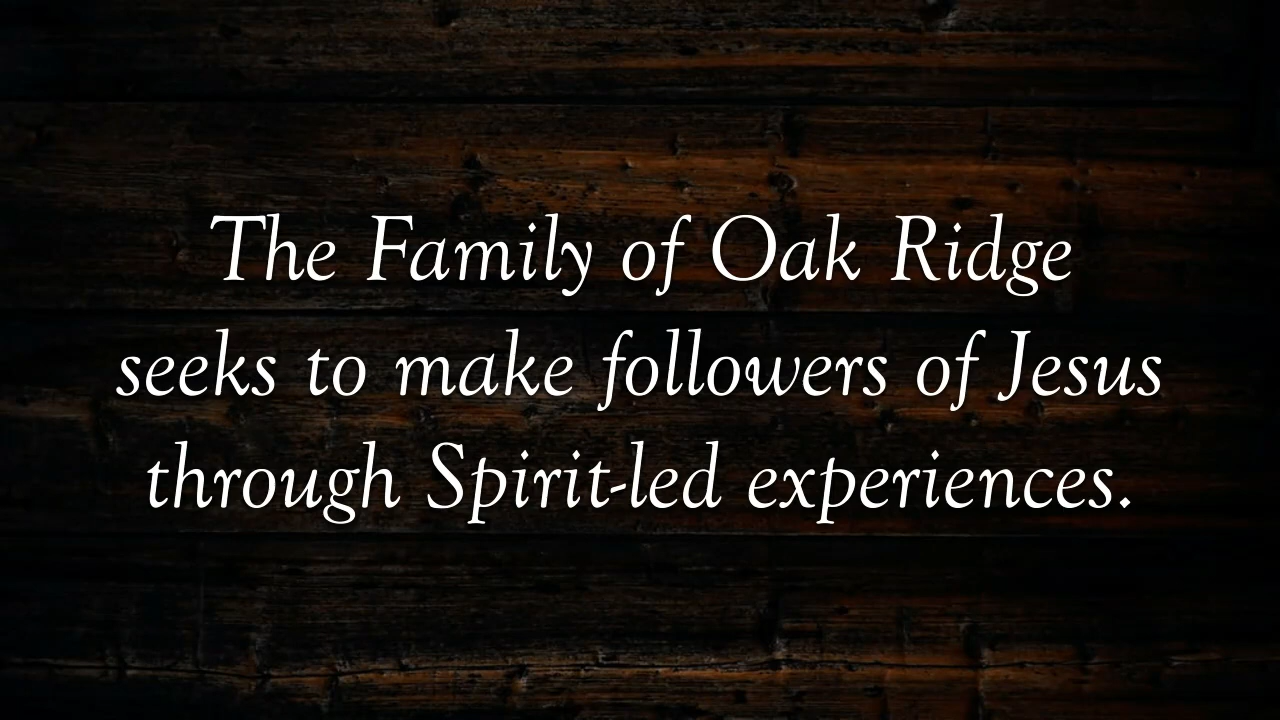 The Family of Oak Ridge
seeks to make followers of Jesus
through Spirit-led experiences.